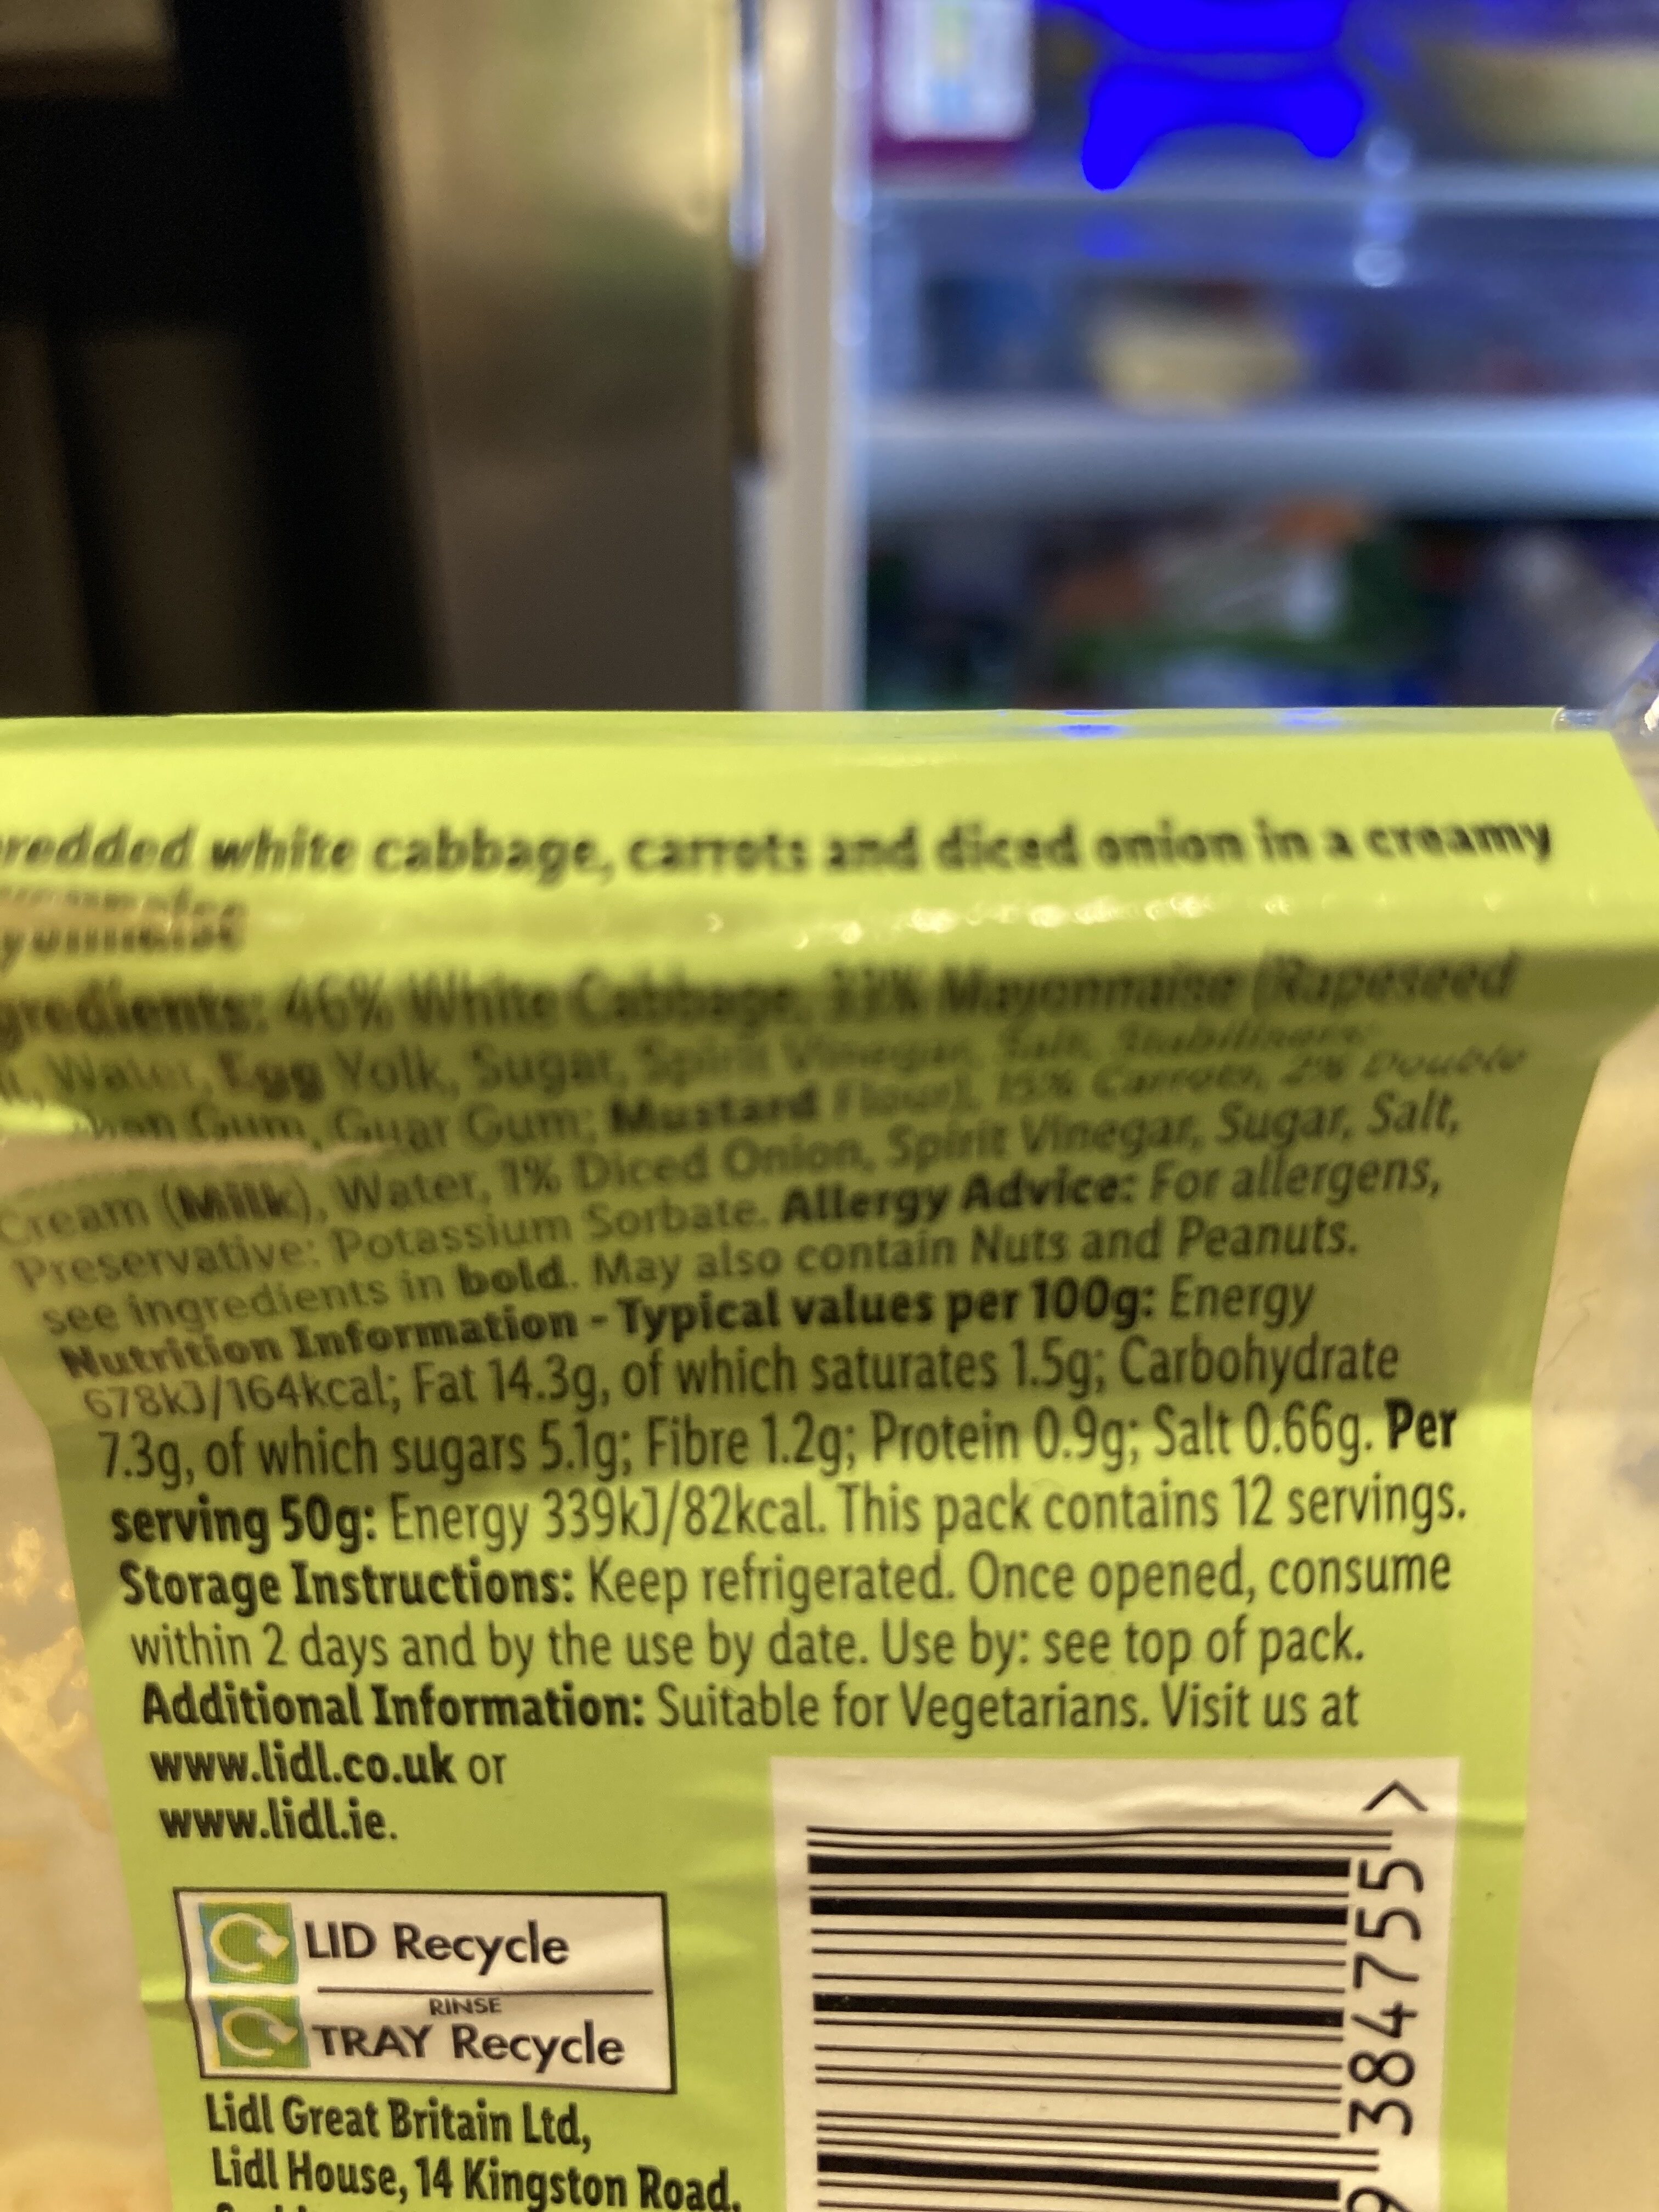 redded white cabbage, carrots and diced onion in a creamy
yonnaise
gredients: 46% White Cabbage, 33% Mayonnaise (Rapeseed
Water, Egg Yolk, Sugar, Spirit Vinegar, Salt, Stabilisers:
Gum, Guar Gum; Mustard Flour), 15% Carrots, 2% Double
Cream (Milk), Water, 1% Diced Onion, Spirit Vinegar, Sugar, Salt,
Preservative: Potassium Sorbate. Allergy Advice: For allergens,
see ingredients in bold. May also contain Nuts and Peanuts.
Nutrition Information - Typical values per 100g: Energy
678kJ/164kcal; Fat 14.3g, of which saturates 1.5g; Carbohydrate
7.3g, of which sugars 5.1g; Fibre 1.2g; Protein 0.9g; Salt 0.66g. Per
serving 50g: Energy 339kJ/82kcal. This pack contains 12 servings.
Storage Instructions: Keep refrigerated. Once opened, consume
within 2 days and by the use by date. Use by: see top of pack.
Additional Information: Suitable for Vegetarians. Visit us at
www.lidl.co.uk or
www.lidl.ie.
LID Recycle
RINSE
TRAY Recycle
Lidl Great Britain Ltd,
Lidl House, 14 Kingston Road,
9 384755 >